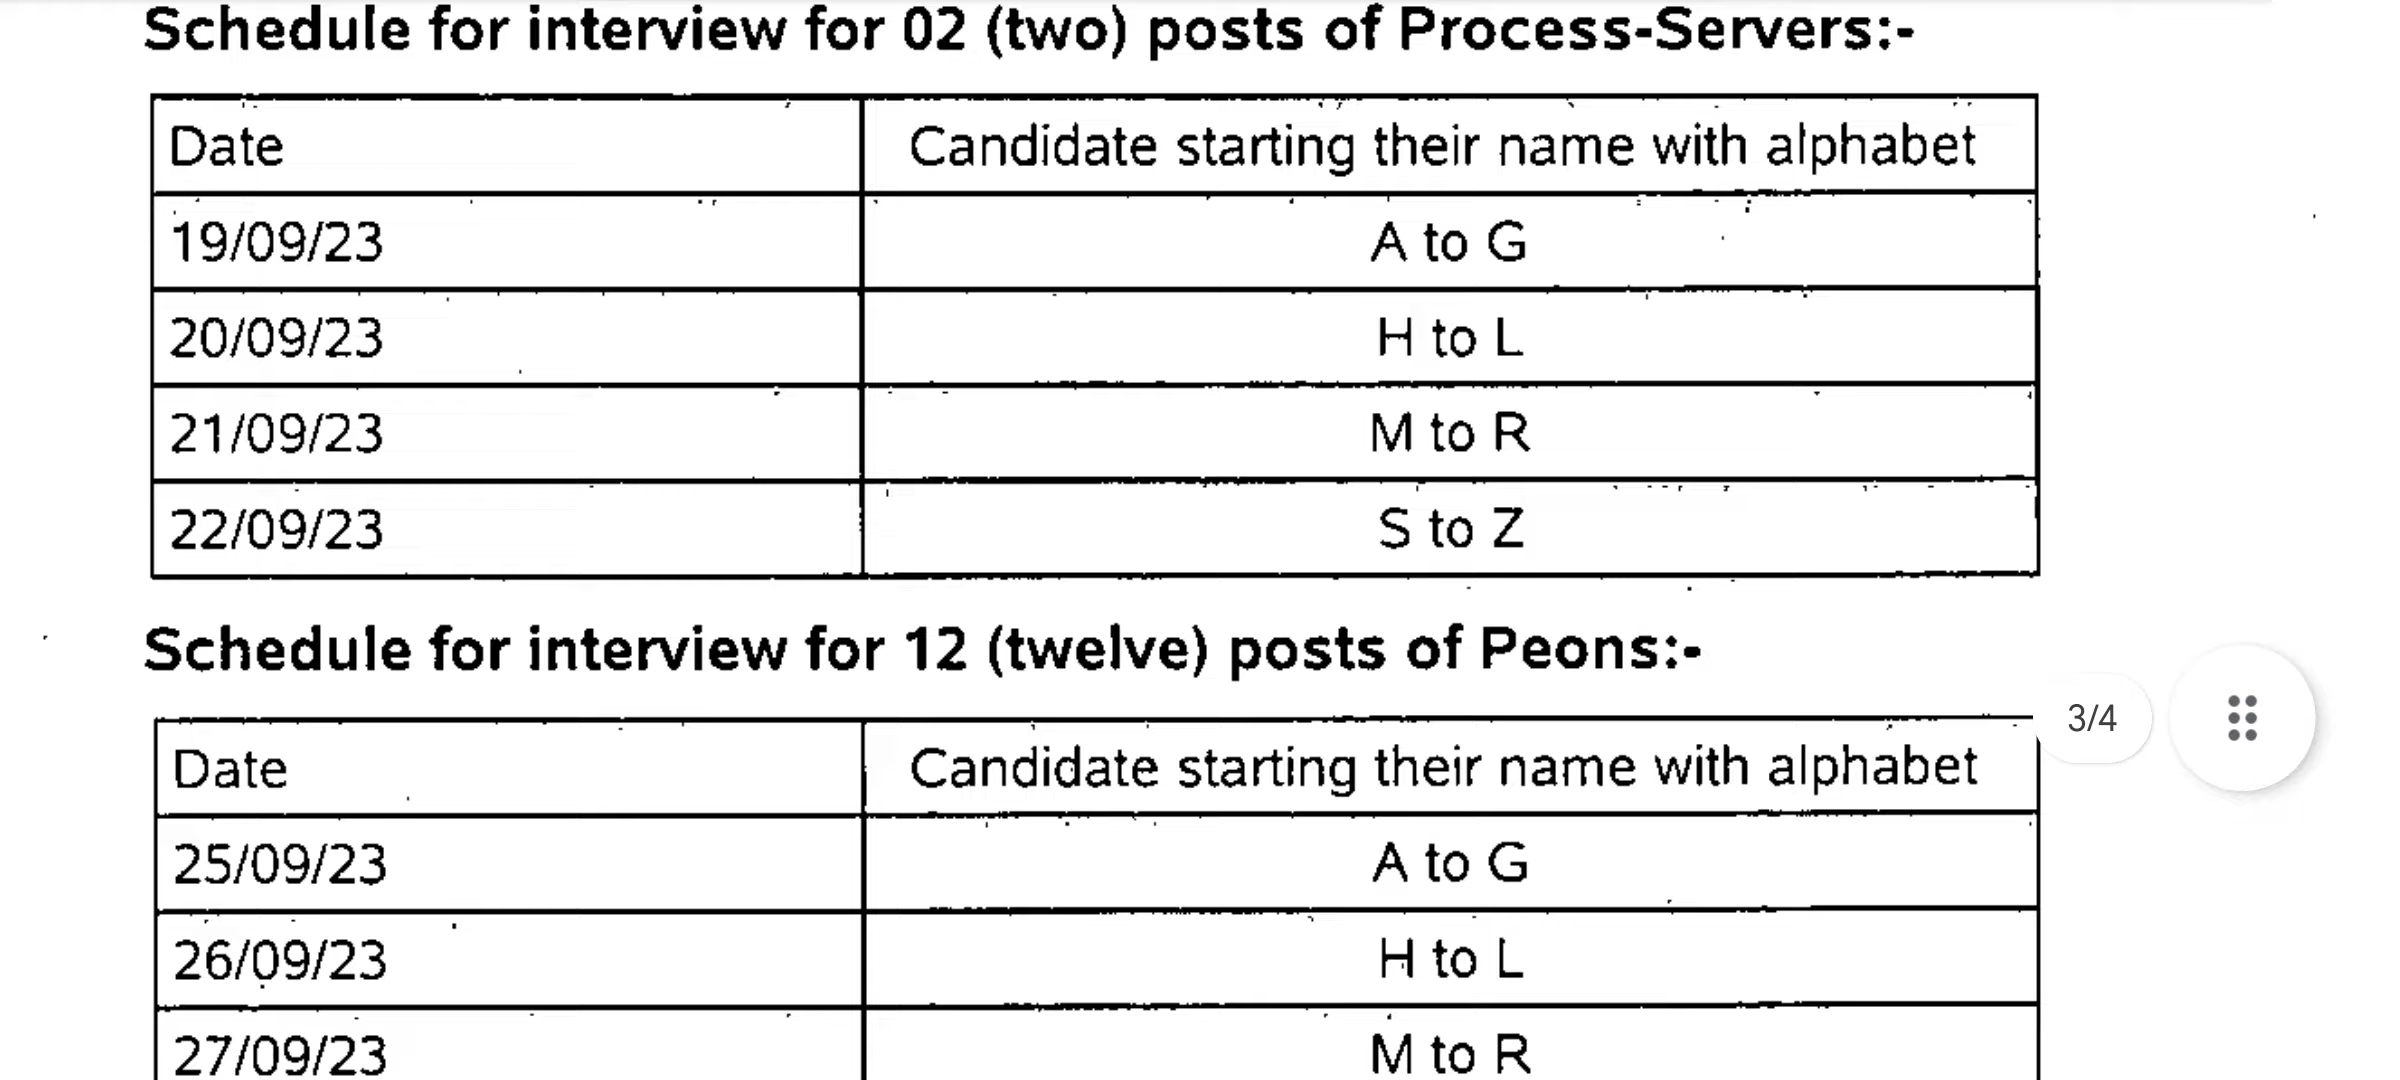 Schedule for interview for 02 (two) posts of Process-Servers:-
Date Candidate starting their name with alphabet
19/09/23 A to G
20/09/23 H to L
21/09/23 M to R
22/09/23 S to Z
Schedule for interview for 12 (twelve) posts of Peons:-
3/4
Date Candidate starting their name with alphabet
25/09/23 A to G
26/09/23 H to L
27/09/23 M to R